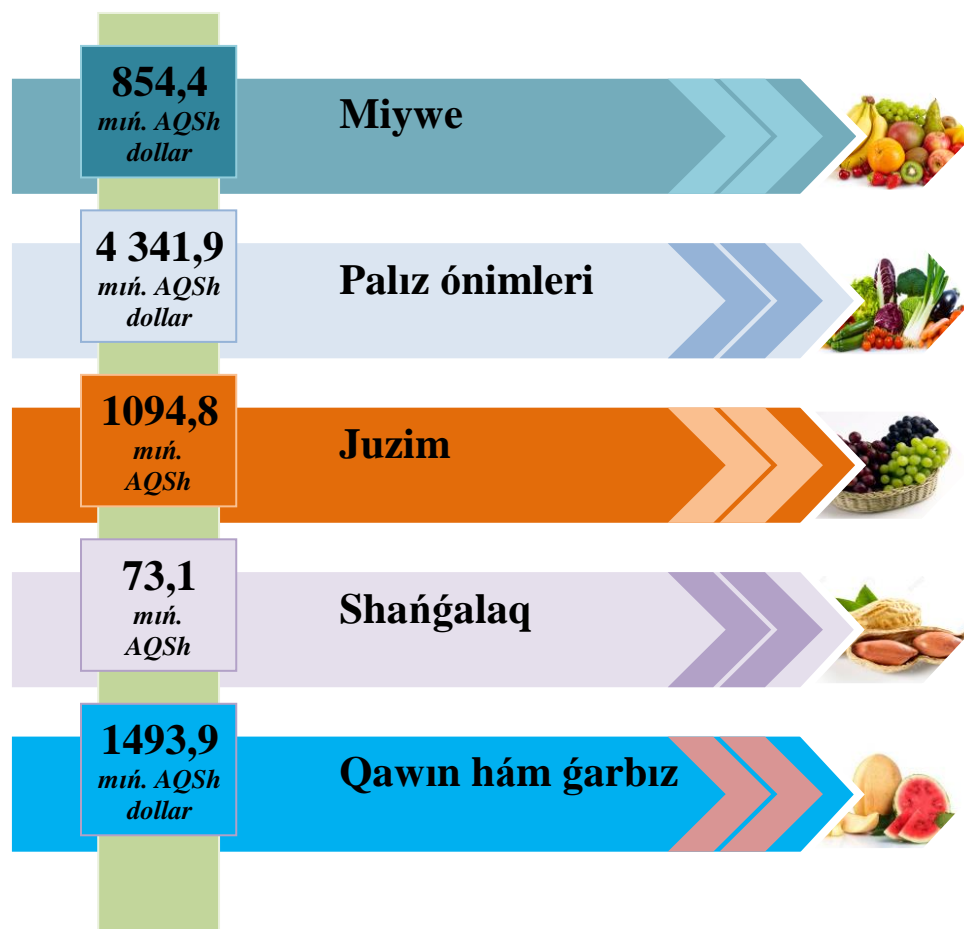 854,4
mıń. AQSh
dollar
Miywe
4 341,9
mıń. AQSh
dollar
Palız ónimleri
1094,8
mıń.
AQSh
Juzim
73,1
mıń.
AQSh
Shańǵalaq
1493,9
mıń. AQSh
dollar
Qawın hám ǵarbız